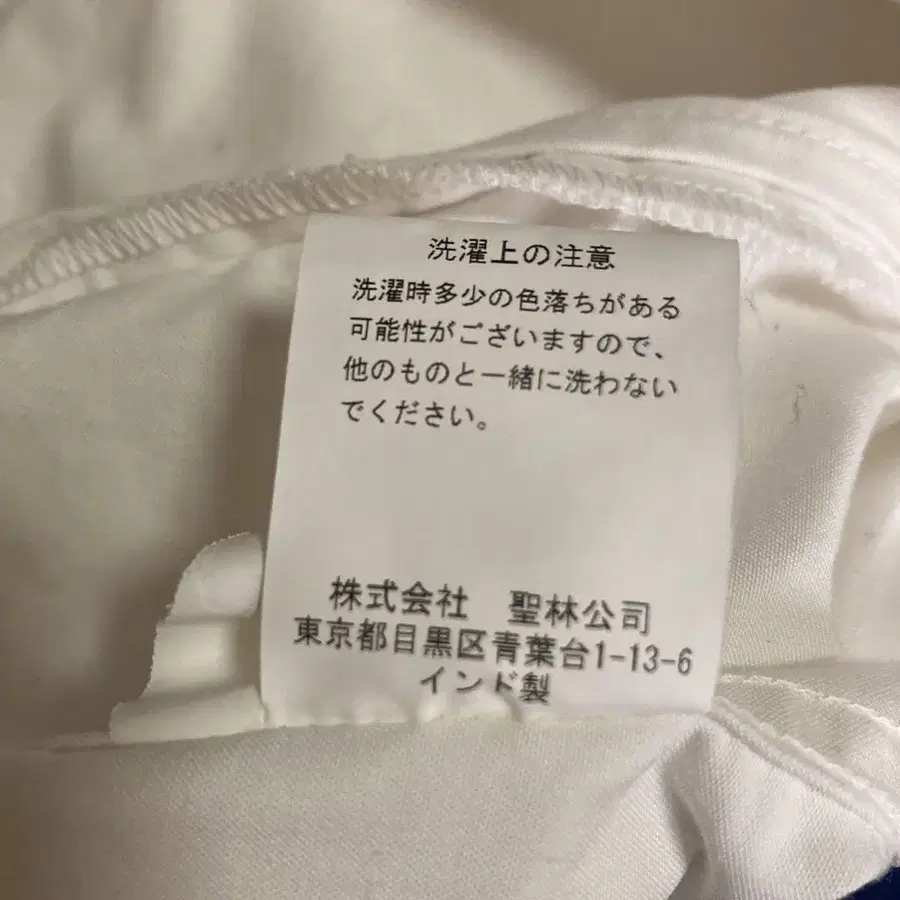 洗濯上の注意
洗濯時多少の色落ちがある
可能性がございますので、
他のものと一緒に洗わない
でください。
株式会社　聖林公司
東京都目黒区青葉台1-13-6
インド製